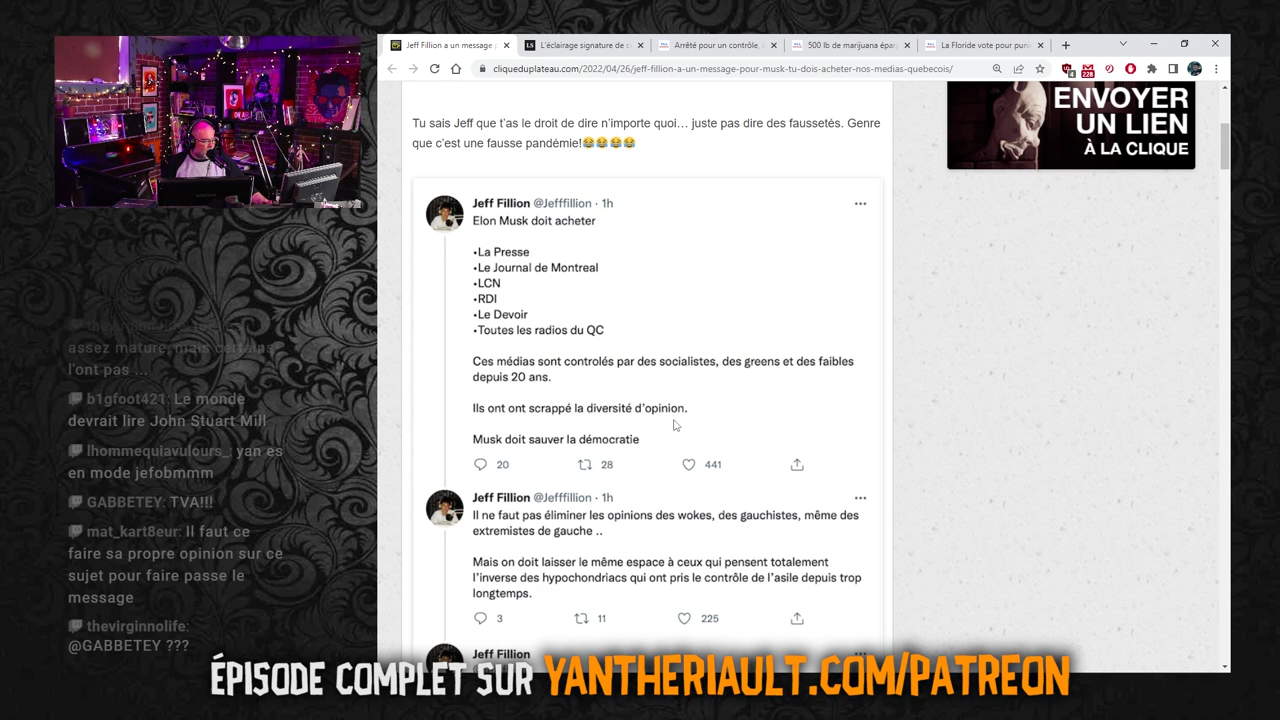 Jeff Fillion a un message
L'éclairage signature de c
Arrêté pour un contrôle,
500 lb de marijuana épar
La Floride vote pour pun
cliqueduplateau.com/2022/04/26/jeff-fillion-a-un-message-pour-musk-tu-dois-acheter-nos-medias-quebecois/
4
228
ENVOYER
UN LIEN
À LA CLIQUE
Tu sais Jeff que t'as le droit de dire n'importe quoi… juste pas dire des faussetés. Genre
que c'est une fausse pandémie!😂😂😂😂
Jeff Fillion @Jefffillion · 1h
Elon Musk doit acheter
•La Presse
•Le Journal de Montreal
•LCN
•RDI
•Le Devoir
•Toutes les radios du QC
Ces médias sont controlés par des socialistes, des greens et des faibles
depuis 20 ans.
Ils ont ont scrappé la diversité d'opinion.
Musk doit sauver la démocratie
20 28 441
Jeff Fillion @Jefffillion · 1h
Il ne faut pas éliminer les opinions des wokes, des gauchistes, même des
extremistes de gauche ..
Mais on doit laisser le même espace à ceux qui pensent totalement
l'inverse des hypochondriacs qui ont pris le contrôle de l'asile depuis trop
longtemps.
3 11 225
Jeff Fillion
assez mature, mais certains
l'ont pas ...
b1gfoot421: Le monde
devrait lire John Stuart Mill
lhommequiavulours_: yan es
en mode jefobmmm
GABBETEY: TVA!!!
mat_kart8eur: Il faut ce
faire sa propre opinion sur ce
sujet pour faire passe le
message
thevirginnolife:
@GABBETEY ???
ÉPISODE COMPLET SUR YANTHERIAULT.COM/PATREON